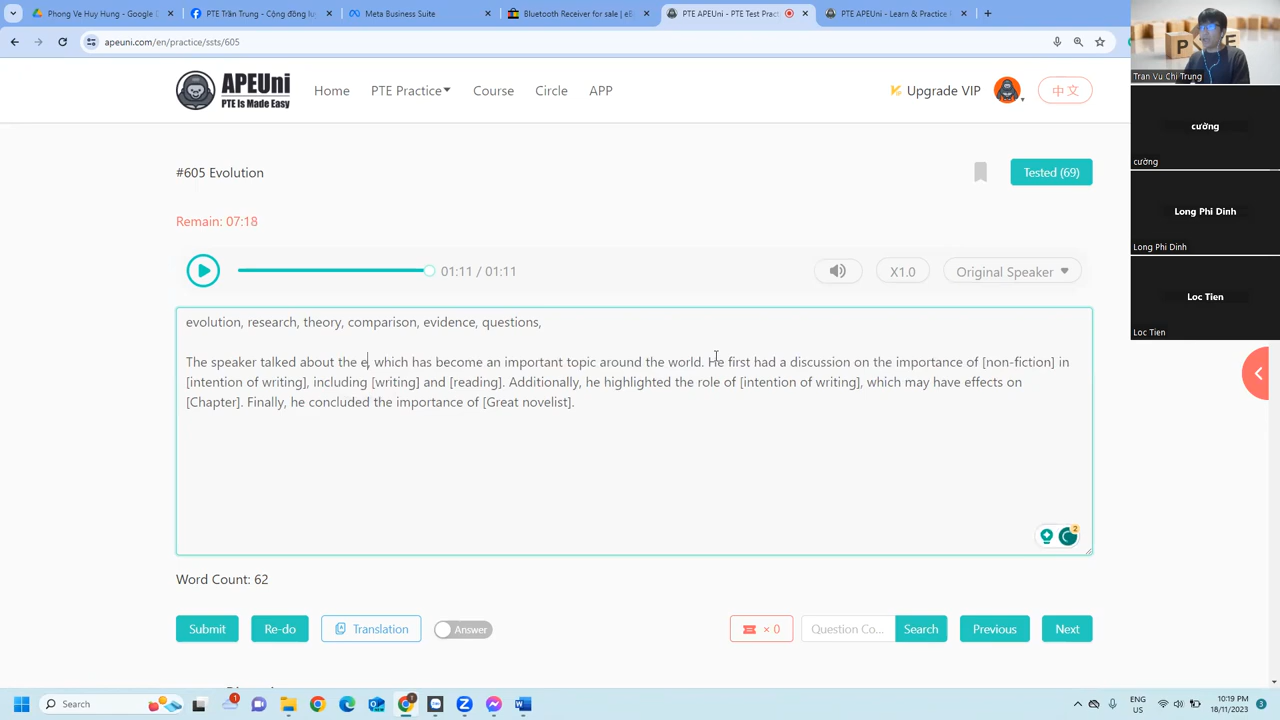 Phong Ve Huy Hung - Google D
PTE Trần Trung - Cộng đồng lu
Meta Business Suite
Bluetooth Receiver for sale | eB
PTE APEUni - PTE Test Practi
PTE APEUni - Learn & Practice
apeuni.com/en/practice/ssts/605
APEUni
PTE Is Made Easy
Home
PTE Practice
Course
Circle
APP
Upgrade VIP
中文
#605 Evolution
Tested (69)
Remain: 07:18
01:11 / 01:11
X1.0
Original Speaker
evolution, research, theory, comparison, evidence, questions,
The speaker talked about the e, which has become an important topic around the world. He first had a discussion on the importance of [non-fiction] in
[intention of writing], including [writing] and [reading]. Additionally, he highlighted the role of [intention of writing], which may have effects on
[Chapter]. Finally, he concluded the importance of [Great novelist].
2
Word Count: 62
Submit
Re-do
Translation
Answer
× 0
Question Co...
Search
Previous
Next
P
E
Tran Vu Chi Trung
cường
cường
Long Phi Dinh
Long Phi Dinh
Loc Tien
Loc Tien
Search
1
1
ENG
US
10:19 PM
18/11/2023
3